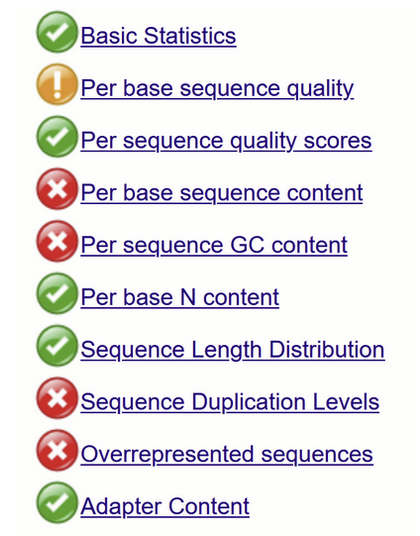 Basic Statistics
Per base sequence quality
Per sequence quality scores
Per base sequence content
Per sequence GC content
Per base N content
Sequence Length Distribution
Sequence Duplication Levels
Overrepresented sequences
Adapter Content